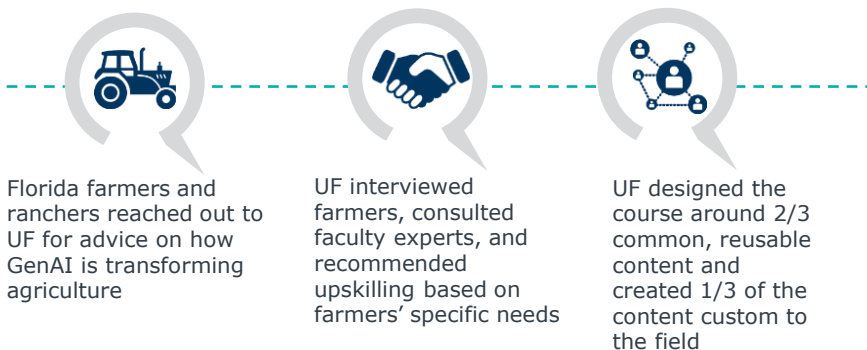 Florida farmers and
ranchers reached out to
UF for advice on how
GenAI is transforming
agriculture
UF interviewed
farmers, consulted
faculty experts, and
recommended
upskilling based on
farmers’ specific needs
UF designed the
course around 2/3
common, reusable
content and
created 1/3 of the
content custom to
the field